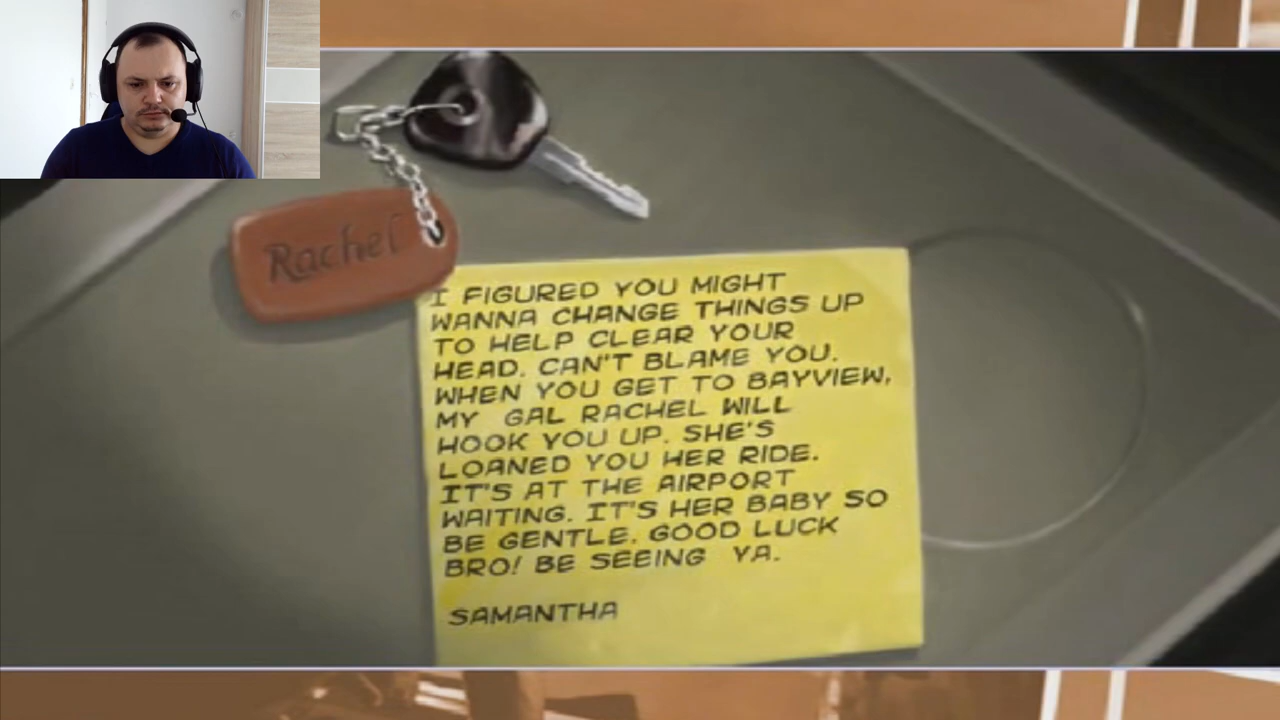 Rachel
I FIGURED YOU MIGHT
WANNA CHANGE THINGS UP
TO HELP CLEAR YOUR
HEAD. CAN'T BLAME YOU.
WHEN YOU GET TO BAYVIEW,
MY GAL RACHEL WILL
HOOK YOU UP. SHE'S
LOANED YOU HER RIDE.
IT'S AT THE AIRPORT
WAITING. IT'S HER BABY SO
BE GENTLE. GOOD LUCK
BRO! BE SEEING YA.
SAMANTHA